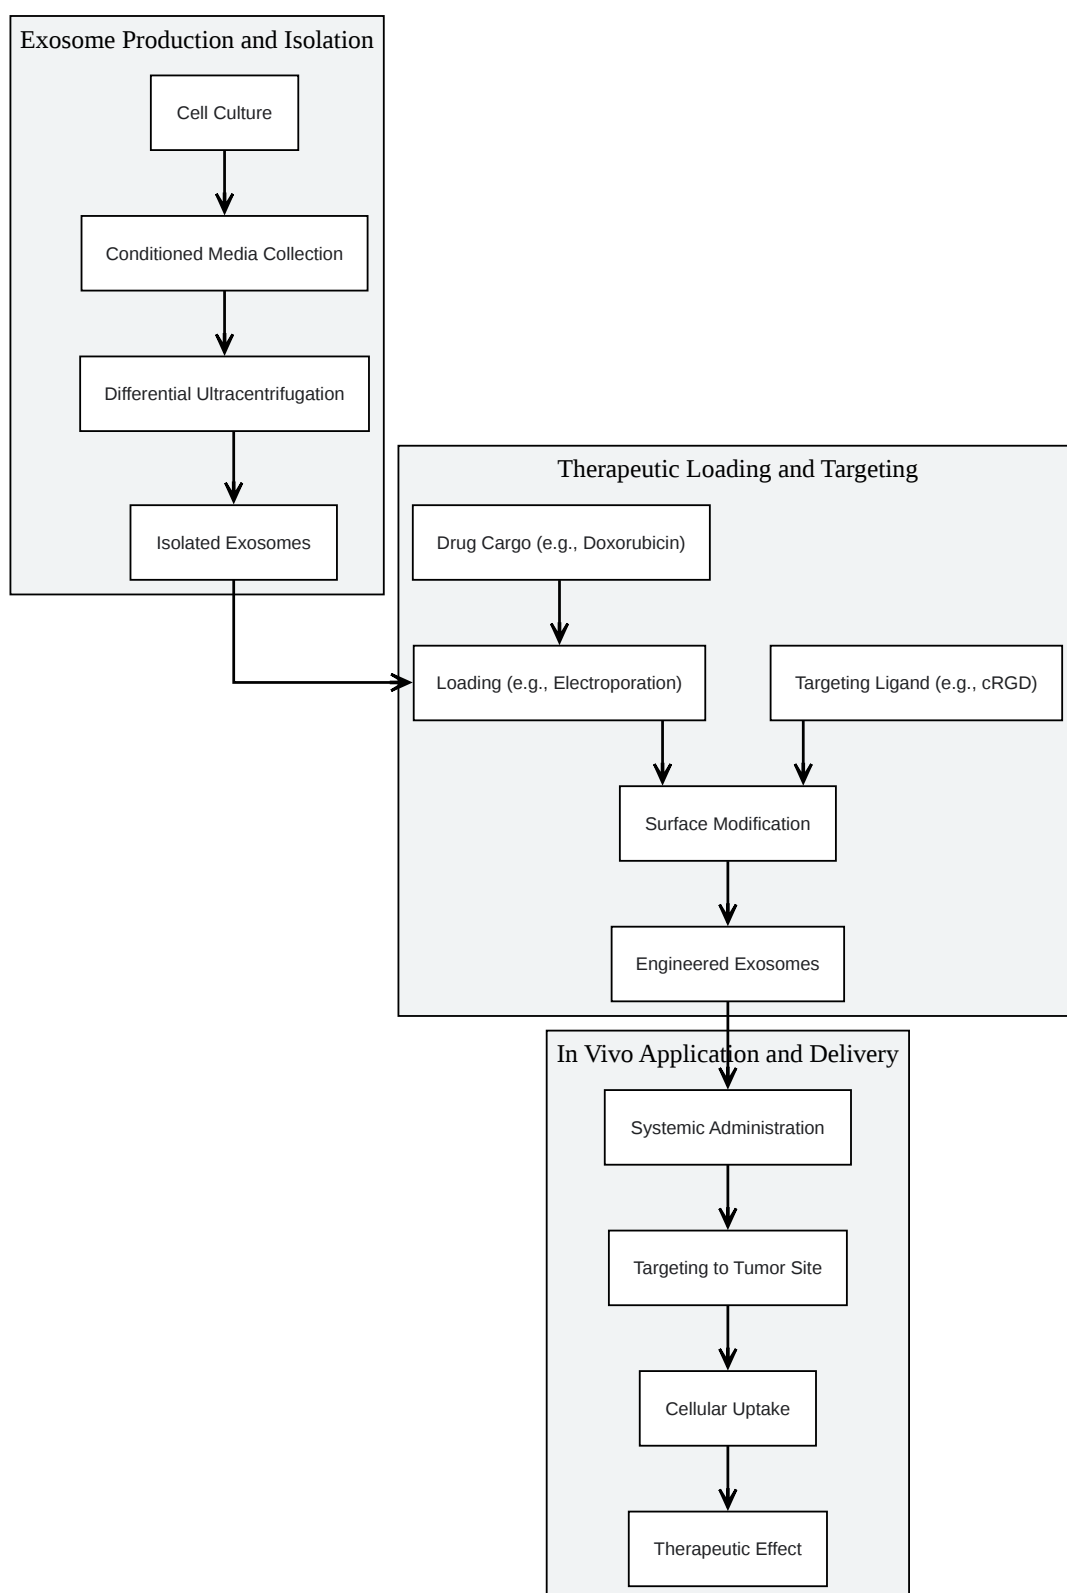 Exosome Production and Isolation
Cell Culture
Conditioned Media Collection
Differential Ultracentrifugation
Isolated Exosomes
Therapeutic Loading and Targeting
Drug Cargo (e.g., Doxorubicin)
Loading (e.g., Electroporation)
Targeting Ligand (e.g., cRGD)
Surface Modification
Engineered Exosomes
In Vivo Application and Delivery
Systemic Administration
Targeting to Tumor Site
Cellular Uptake
Therapeutic Effect